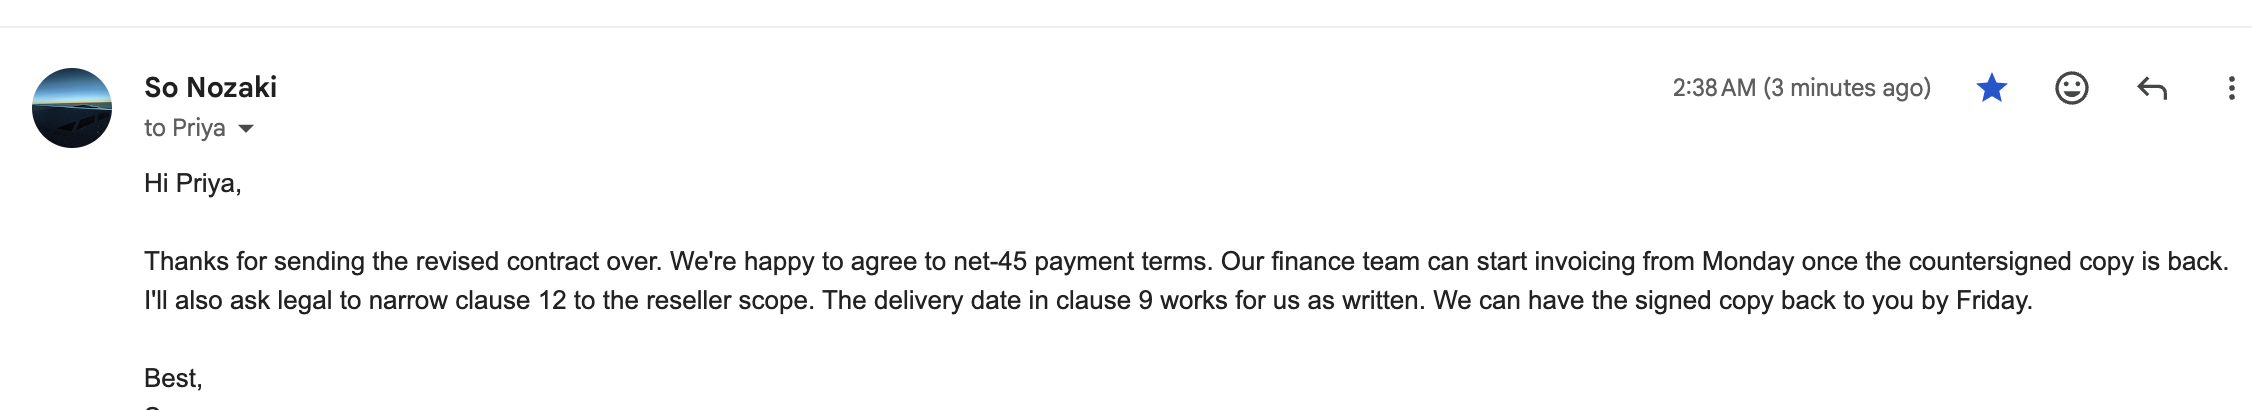 So Nozaki
2:38 AM (3 minutes ago)
to Priya
Hi Priya,
Thanks for sending the revised contract over. We're happy to agree to net-45 payment terms. Our finance team can start invoicing from Monday once the countersigned copy is back.
I'll also ask legal to narrow clause 12 to the reseller scope. The delivery date in clause 9 works for us as written. We can have the signed copy back to you by Friday.
Best,